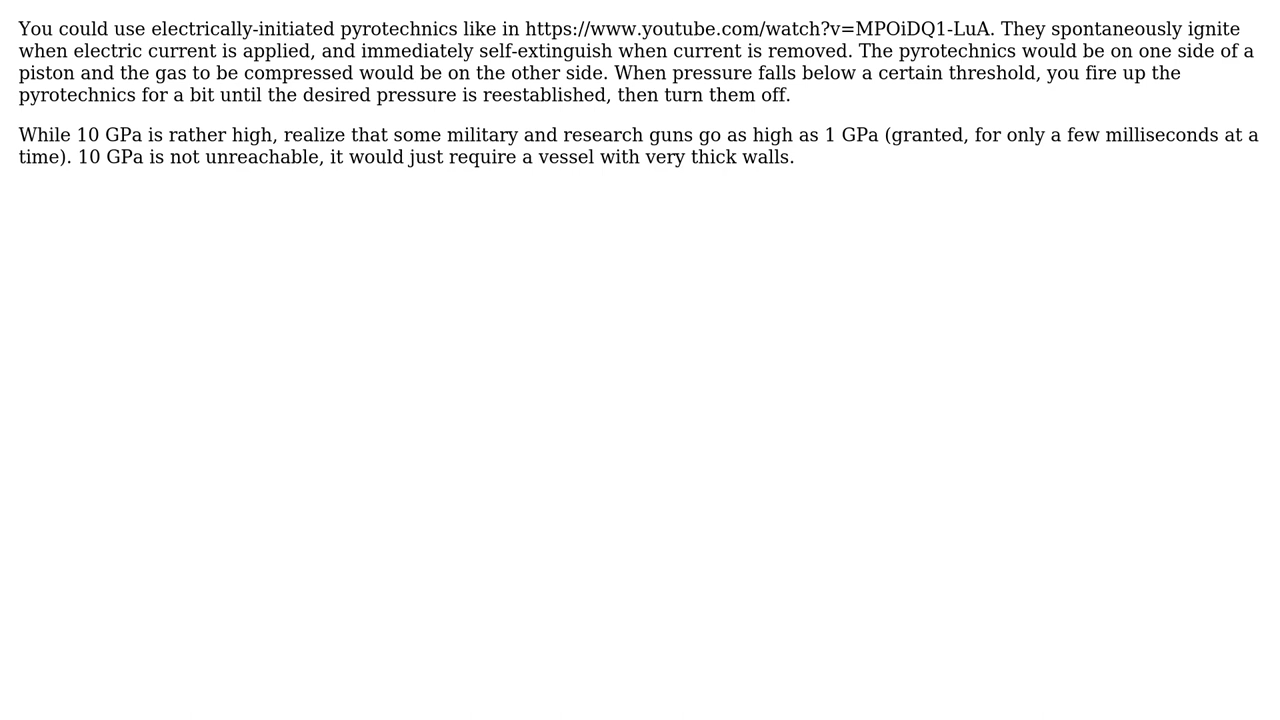 You could use electrically-initiated pyrotechnics like in https://www.youtube.com/watch?v=MPOiDQ1-LuA. They spontaneously ignite
when electric current is applied, and immediately self-extinguish when current is removed. The pyrotechnics would be on one side of a
piston and the gas to be compressed would be on the other side. When pressure falls below a certain threshold, you fire up the
pyrotechnics for a bit until the desired pressure is reestablished, then turn them off.
While 10 GPa is rather high, realize that some military and research guns go as high as 1 GPa (granted, for only a few milliseconds at a
time). 10 GPa is not unreachable, it would just require a vessel with very thick walls.